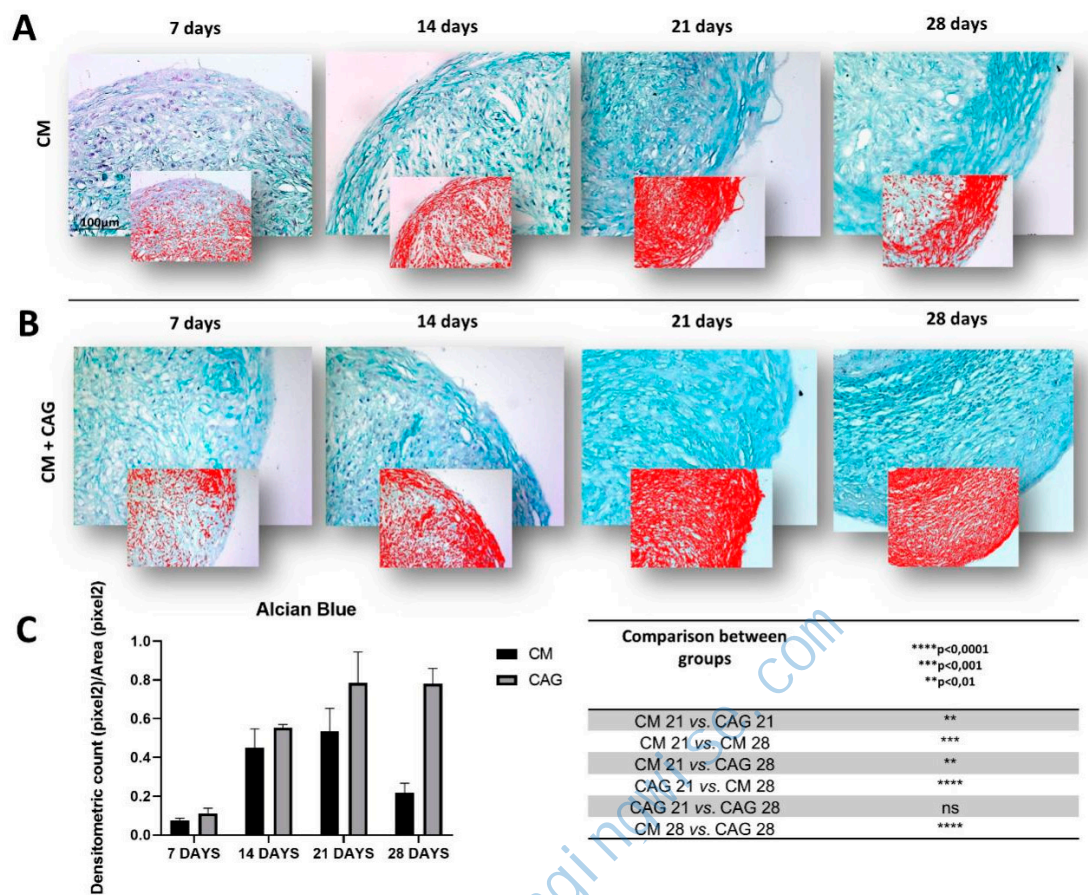 A
7 days
14 days
21 days
28 days
CM
100µm
B
7 days
14 days
21 days
28 days
CM + CAG
C
Alcian Blue
Densitometric count (pixel2)/Area (pixel2)
1.0
0.8
0.6
0.4
0.2
0.0
7 DAYS
14 DAYS
21 DAYS
28 DAYS
CM
CAG
Comparison between
groups
****p<0,0001
***p<0,001
**p<0,01
CM 21 vs. CAG 21 **
CM 21 vs. CM 28 ***
CM 21 vs. CAG 28 **
CAG 21 vs. CM 28 ****
CAG 21 vs. CAG 28 ns
CM 28 vs. CAG 28 ****